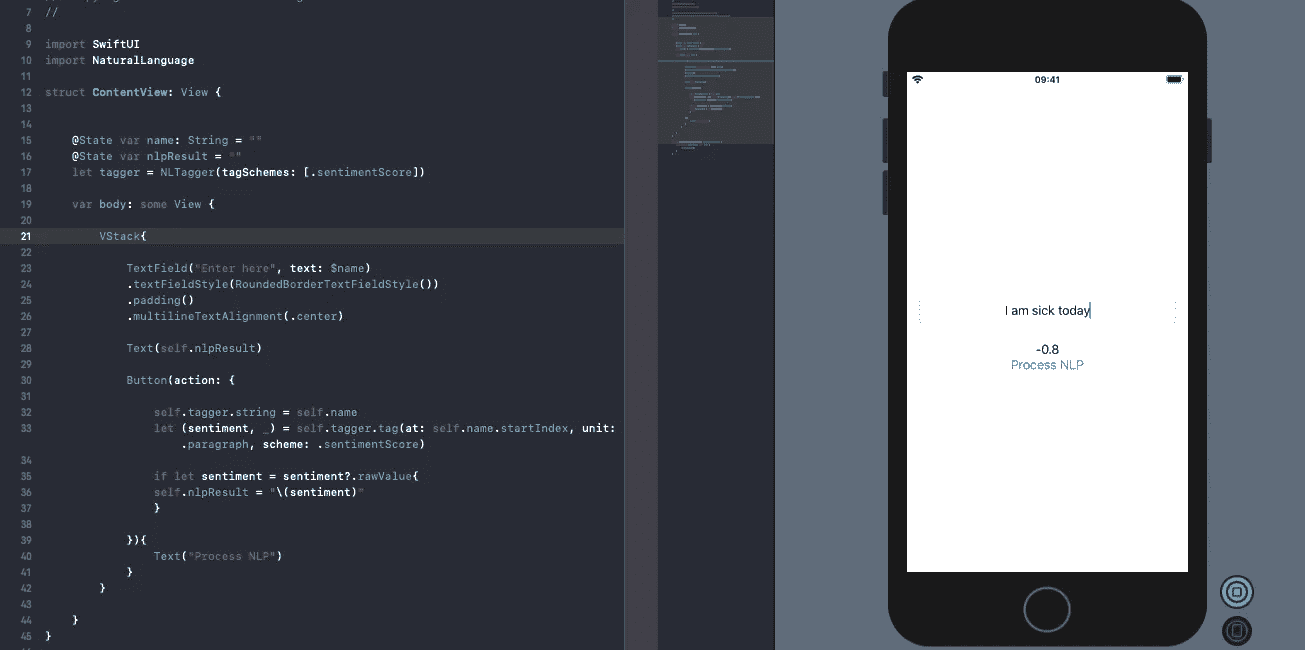 7 //
8
9 import SwiftUI
10 import NaturalLanguage
11
12 struct ContentView: View {
13
14
15 @State var name: String = ""
16 @State var nlpResult = ""
17 let tagger = NLTagger(tagSchemes: [.sentimentScore])
18
19 var body: some View {
20
21 VStack{
22
23 TextField("Enter here", text: $name)
24 .textFieldStyle(RoundedBorderTextFieldStyle())
25 .padding()
26 .multilineTextAlignment(.center)
27
28 Text(self.nlpResult)
29
30 Button(action: {
31
32 self.tagger.string = self.name
33 let (sentiment, _) = self.tagger.tag(at: self.name.startIndex, unit:
.paragraph, scheme: .sentimentScore)
34
35 if let sentiment = sentiment?.rawValue{
36 self.nlpResult = "\(sentiment)"
37 }
38
39 }){
40 Text("Process NLP")
41 }
42 }
43
44 }
45 }
09:41
I am sick today
-0.8
Process NLP